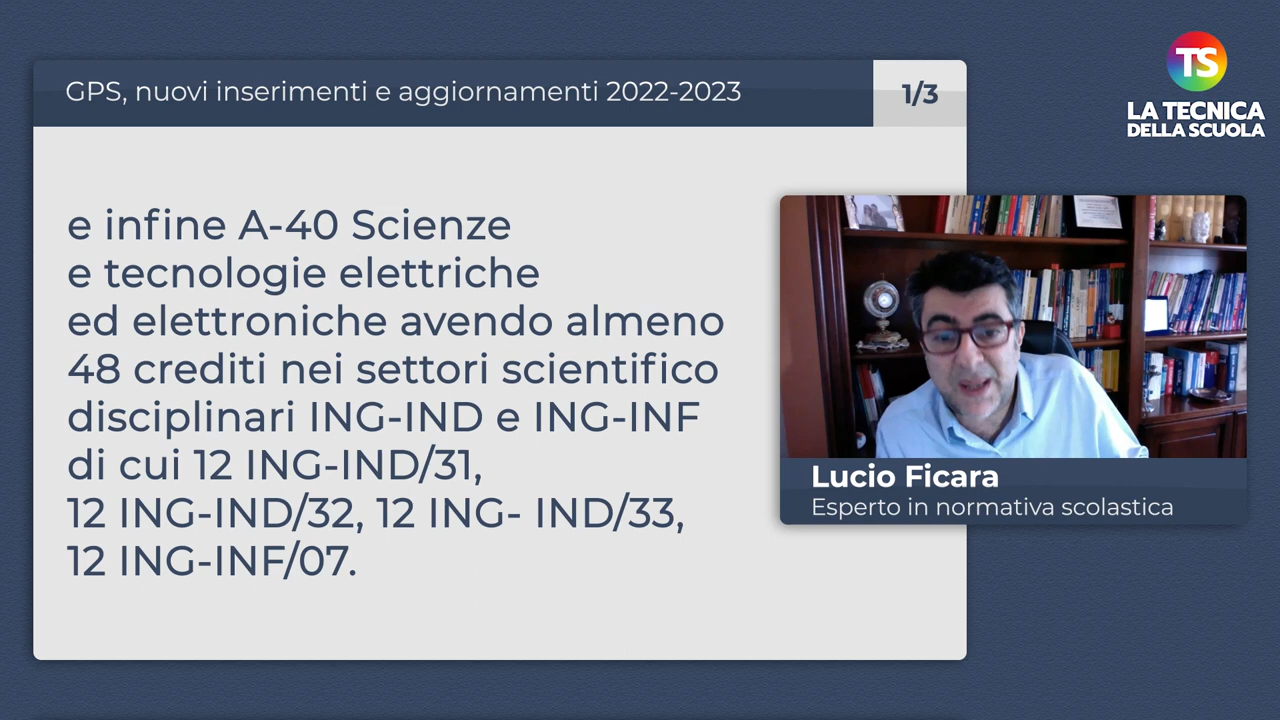 GPS, nuovi inserimenti e aggiornamenti 2022-2023
1/3
TS
LA TECNICA
DELLA SCUOLA
e infine A-40 Scienze
e tecnologie elettriche
ed elettroniche avendo almeno
48 crediti nei settori scientifico
disciplinari ING-IND e ING-INF
di cui 12 ING-IND/31,
12 ING-IND/32, 12 ING- IND/33,
12 ING-INF/07.
Lucio Ficara
Esperto in normativa scolastica